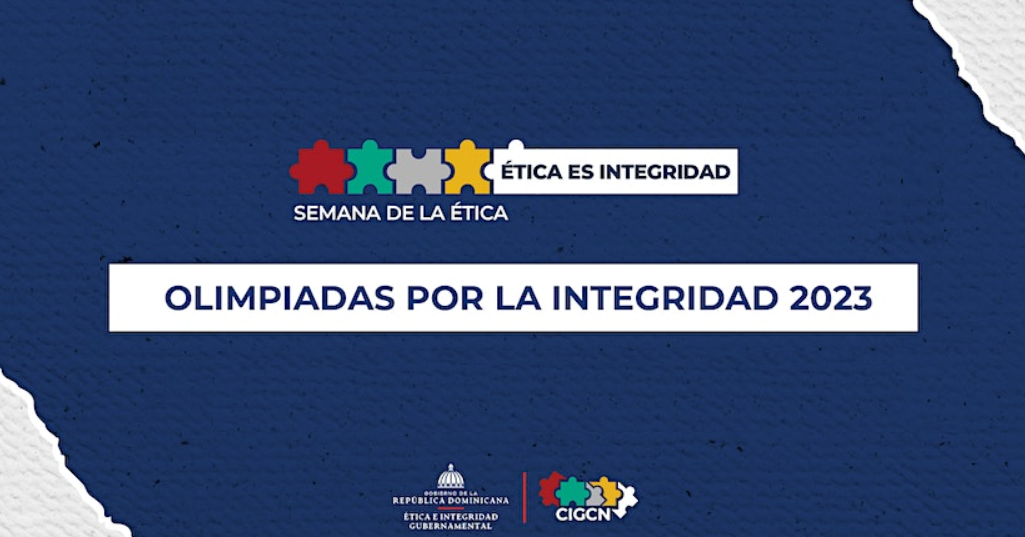 ÉTICA ES INTEGRIDAD
SEMANA DE LA ÉTICA
OLIMPIADAS POR LA INTEGRIDAD 2023
GOBIERNO DE LA
REPÚBLICA DOMINICANA
ÉTICA E INTEGRIDAD
GUBERNAMENTAL
CIGCN